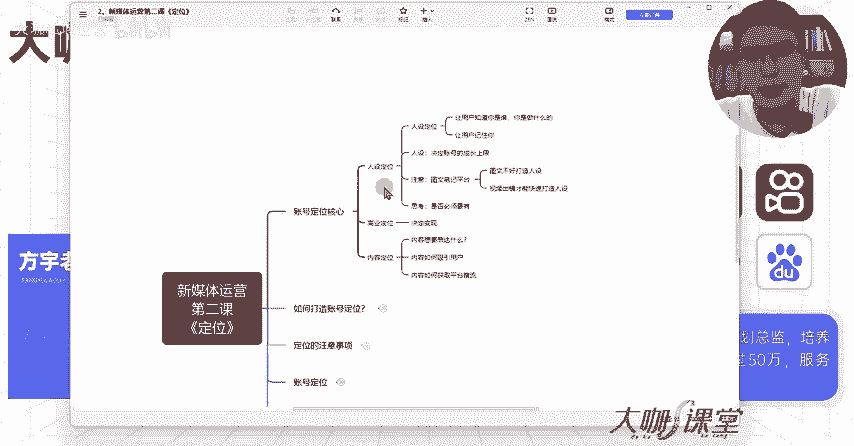 2、新媒体运营第二课《定位》
大咖
bilibili
人设定位
让用户知道你是谁，你是做什么的
让用户记住你
人设：决定账号的成长上限
注意：图文笔记平台
图文不好打造人设
视频出镜才能快速打造人设
思考：是否必须要有
人设定位
账号定位核心
商业定位
决定变现
内容定位
内容想要表达什么？
内容如何吸引用户
内容如何获取平台推流
新媒体运营
第二课
《定位》
如何打造账号定位？
定位的注意事项
账号定位
方宇老
du
划总监，培养
过50万，服务
大咖课堂